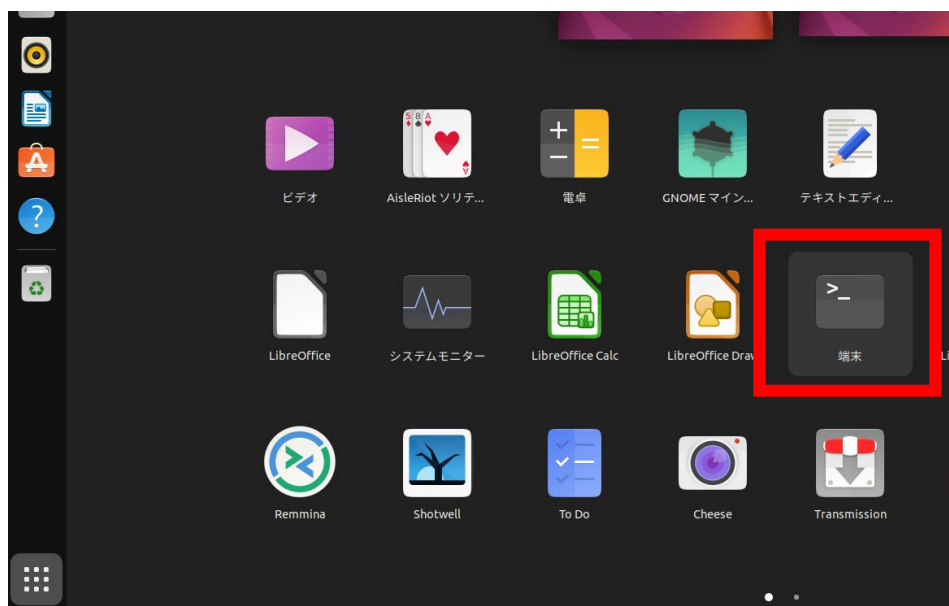 ビデオ
AisleRiot ソリテ...
電卓
GNOME マイン...
テキストエディ...
LibreOffice
システムモニター
LibreOffice Calc
LibreOffice Draw
端末
Li
Remmina
Shotwell
To Do
Cheese
Transmission